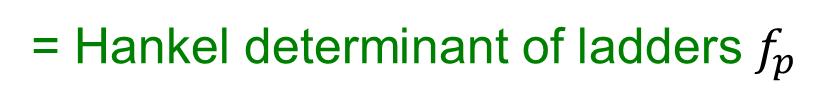 = Hankel determinant of ladders $f_p$